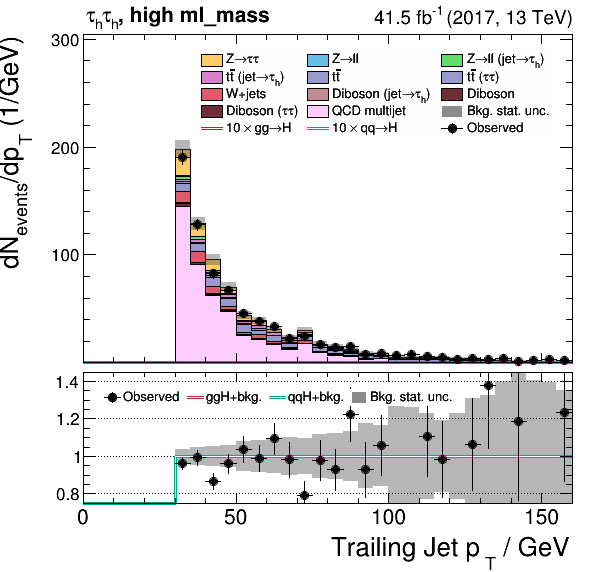 τhτh, high ml_mass 41.5 fb⁻¹ (2017, 13 TeV)
dN_events/dp_T (1/GeV)
300
200
100
Z→ττ Z→ll Z→ll (jet→τh)
tt̄ (jet→τh) tt̄ tt̄ (ττ)
W+jets Diboson (jet→τh) Diboson
Diboson (ττ) QCD multijet Bkg. stat. unc.
10 × gg→H 10 × qq→H Observed
1.4
1.2
1
0.8
Observed ggH+bkg. qqH+bkg. Bkg. stat. unc.
0 50 100 150
Trailing Jet p_T / GeV